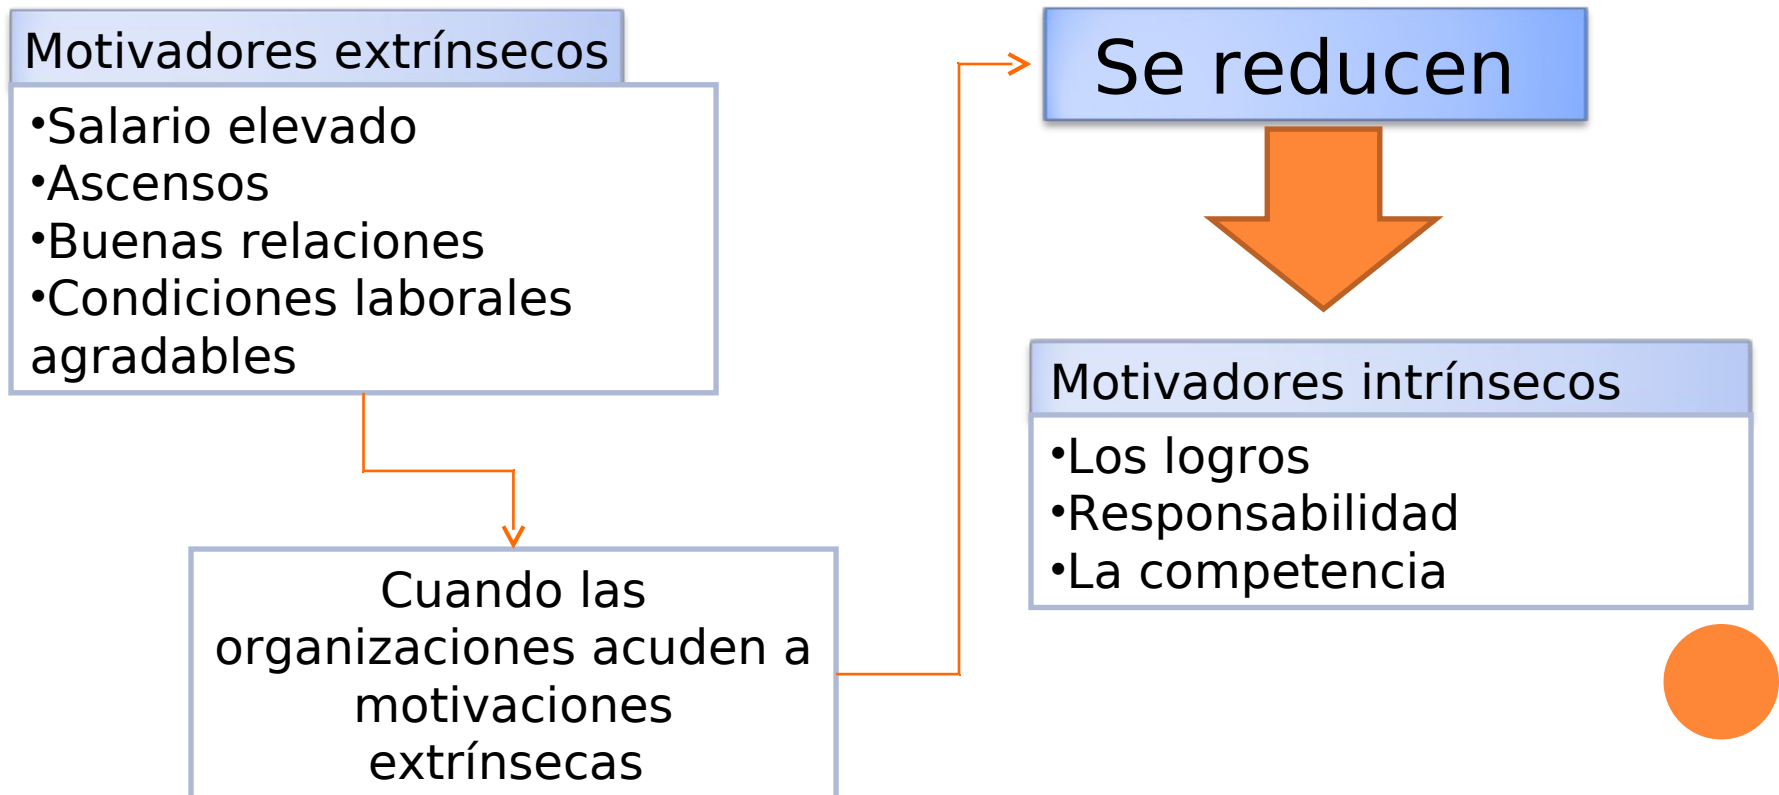 Motivadores extrínsecos
•Salario elevado
•Ascensos
•Buenas relaciones
•Condiciones laborales
agradables
Cuando las
organizaciones acuden a
motivaciones
extrínsecas
Se reducen
Motivadores intrínsecos
•Los logros
•Responsabilidad
•La competencia